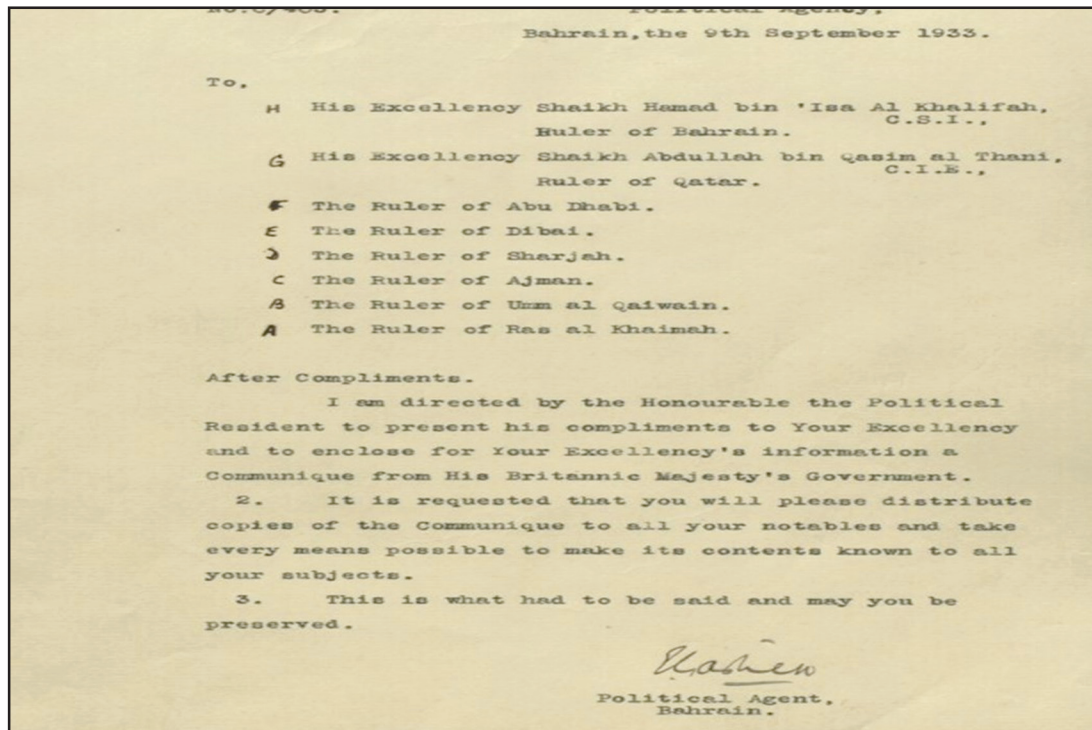 Political Agency,
Bahrain, the 9th September 1933.
To,
H His Excellency Shaikh Hamad bin 'Isa Al Khalifah,
C.S.I.,
Ruler of Bahrain.
G His Excellency Shaikh Abdullah bin Qasim al Thani,
C.I.E.,
Ruler of Qatar.
F The Ruler of Abu Dhabi.
E The Ruler of Dibai.
D The Ruler of Sharjah.
C The Ruler of Ajman.
B The Ruler of Umm al Qaiwain.
A The Ruler of Ras al Khaimah.
After Compliments.
I am directed by the Honourable the Political
Resident to present his compliments to Your Excellency
and to enclose for Your Excellency's information a
Communique from His Britannic Majesty's Government.
2. It is requested that you will please distribute
copies of the Communique to all your notables and take
every means possible to make its contents known to all
your subjects.
3. This is what had to be said and may you be
preserved.
Political Agent,
Bahrain.